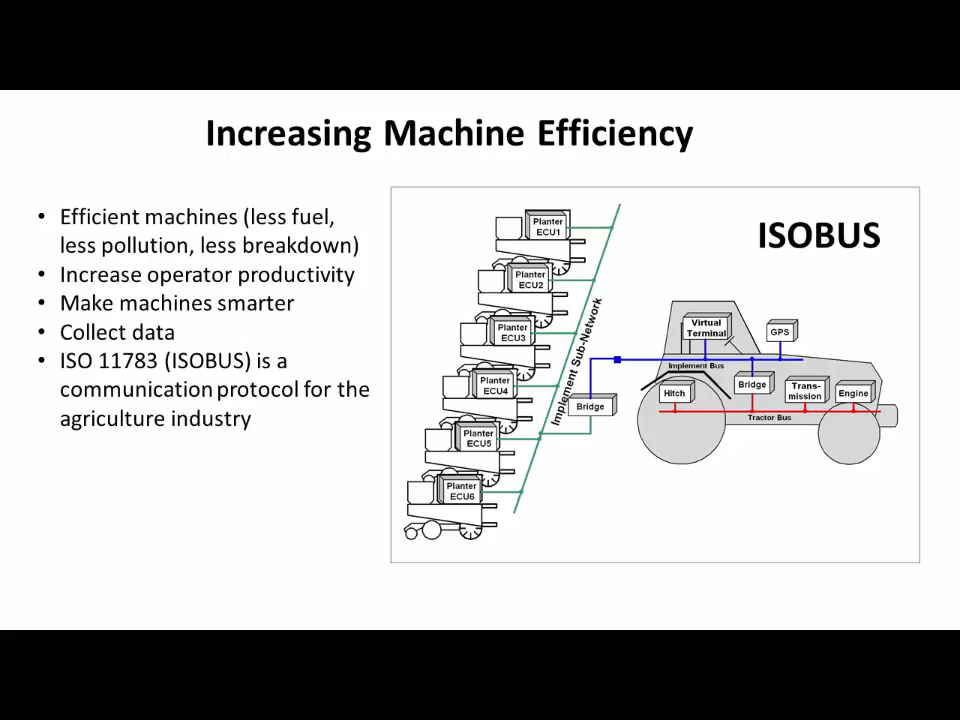 Increasing Machine Efficiency
• Efficient machines (less fuel,
less pollution, less breakdown)
• Increase operator productivity
• Make machines smarter
• Collect data
• ISO 11783 (ISOBUS) is a
communication protocol for the
agriculture industry
ISOBUS
Planter
ECU1
Planter
ECU2
Planter
ECU3
Planter
ECU4
Planter
ECU5
Planter
ECU6
Implement Sub-Network
Bridge
Virtual
Terminal
GPS
Implement Bus
Hitch
Bridge
Trans-
mission
Engine
Tractor Bus